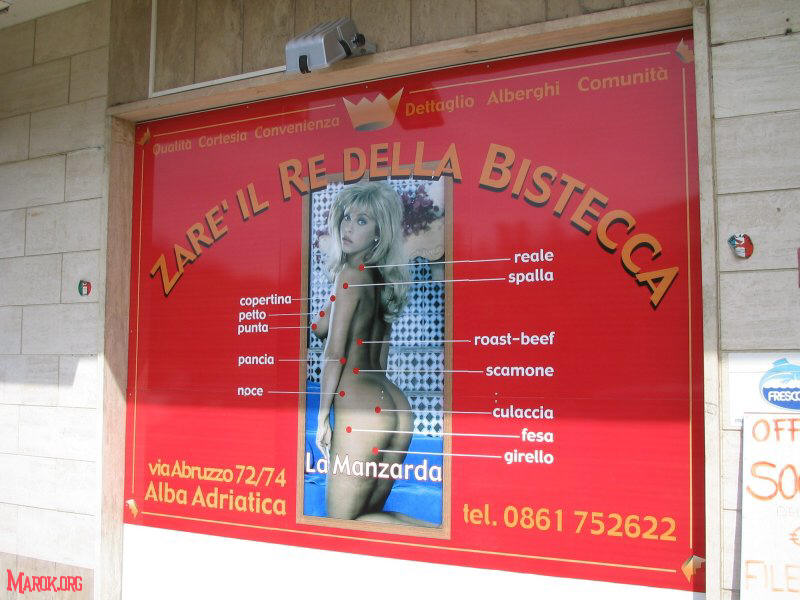 Qualità Cortesia Convenienza
Dettaglio Alberghi Comunità
ZARE' IL RE DELLA BISTECCA
reale
spalla
copertina
petto
punta
roast-beef
pancia
scamone
noce
culaccia
fesa
girello
La Manzarda
via Abruzzo 72/74
Alba Adriatica
tel. 0861 752622
FRESCO
OFF
SO
€
FILE
MAROK.ORG